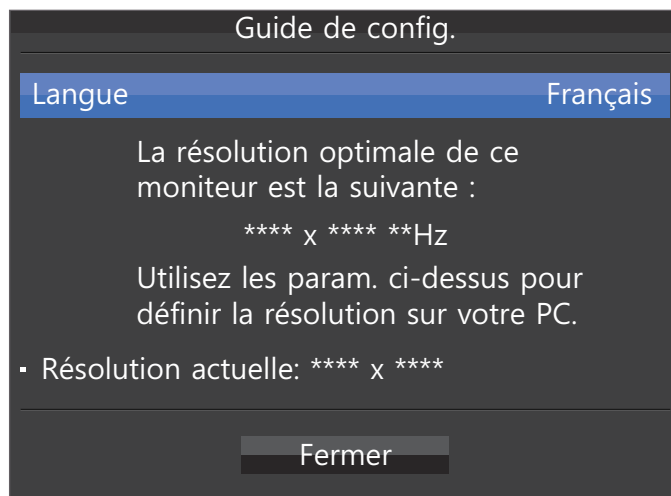 Guide de config.
Langue Français
La résolution optimale de ce
moniteur est la suivante :
**** x **** **Hz
Utilisez les param. ci-dessus pour
définir la résolution sur votre PC.
Résolution actuelle: **** x ****
Fermer